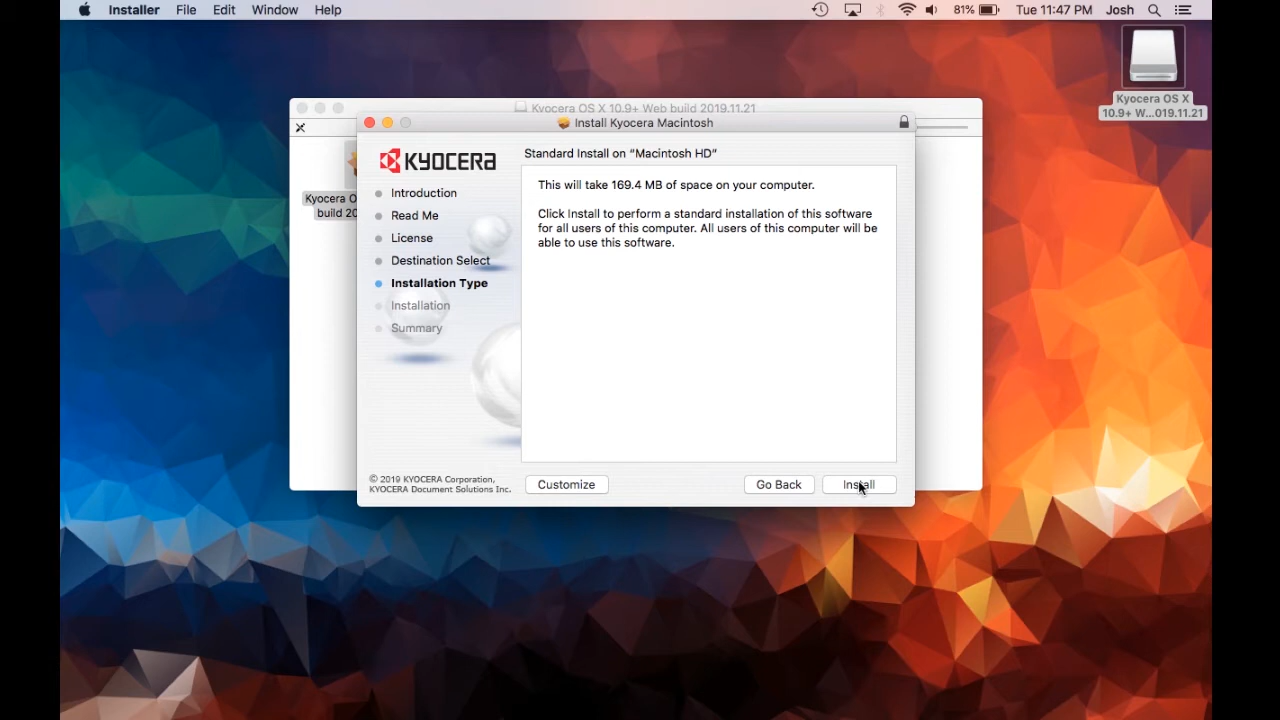 Installer File Edit Window Help 81% Tue 11:47 PM Josh
Kyocera OS X
10.9+ W...019.11.21
Kyocera OS X 10.9+ Web build 2019.11.21
Install Kyocera Macintosh
KYOCERA
Standard Install on “Macintosh HD”
Introduction
Read Me
License
Destination Select
Installation Type
Installation
Summary
This will take 169.4 MB of space on your computer.
Click Install to perform a standard installation of this software
for all users of this computer. All users of this computer will be
able to use this software.
Kyocera O
build 20
© 2019 KYOCERA Corporation,
KYOCERA Document Solutions Inc.
Customize Go Back Install